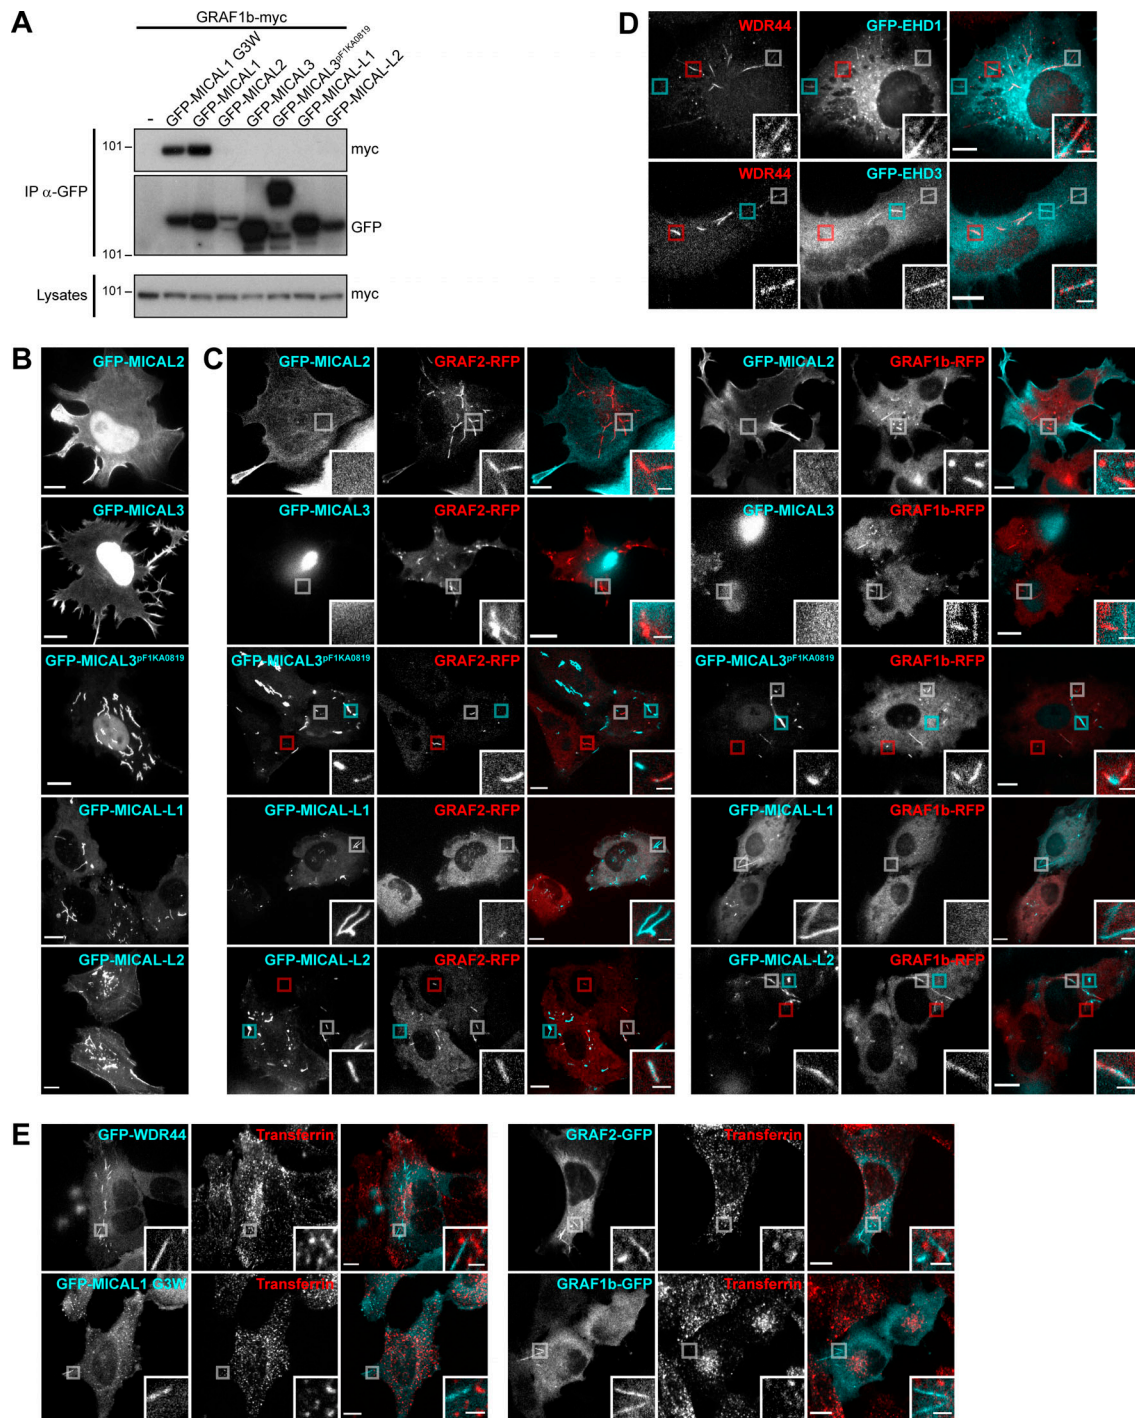 A
GRAF1b-myc
-
GFP-MICAL1 G3W
GFP-MICAL1
GFP-MICAL2
GFP-MICAL3
GFP-MICAL3pF1KA0819
GFP-MICAL-L1
GFP-MICAL-L2
IP α-GFP
101
myc
GFP
101
Lysates
101
myc
D
WDR44
GFP-EHD1
WDR44
GFP-EHD3
B
GFP-MICAL2
GFP-MICAL3
GFP-MICAL3pF1KA0819
GFP-MICAL-L1
GFP-MICAL-L2
C
GFP-MICAL2
GRAF2-RFP
GFP-MICAL2
GRAF1b-RFP
GFP-MICAL3
GRAF2-RFP
GFP-MICAL3
GRAF1b-RFP
GFP-MICAL3pF1KA0819
GRAF2-RFP
GFP-MICAL3pF1KA0819
GRAF1b-RFP
GFP-MICAL-L1
GRAF2-RFP
GFP-MICAL-L1
GRAF1b-RFP
GFP-MICAL-L2
GRAF2-RFP
GFP-MICAL-L2
GRAF1b-RFP
E
GFP-WDR44
Transferrin
GRAF2-GFP
Transferrin
GFP-MICAL1 G3W
Transferrin
GRAF1b-GFP
Transferrin